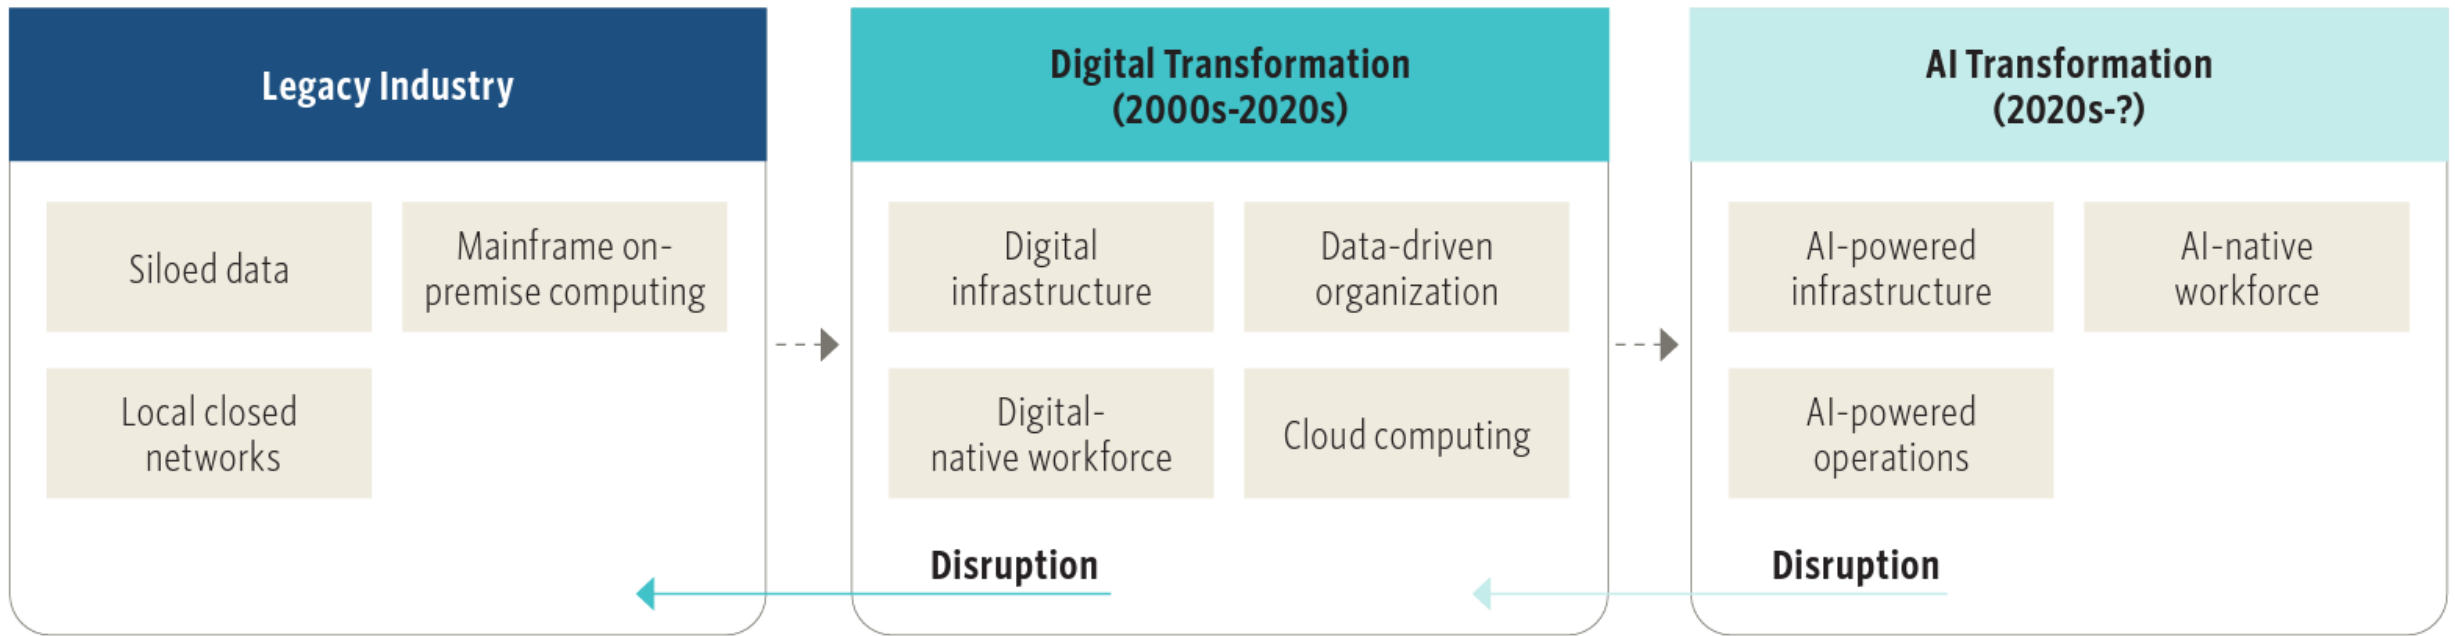 Legacy Industry
Siloed data
Mainframe on-
premise computing
Local closed
networks
Digital Transformation
(2000s-2020s)
Digital
infrastructure
Data-driven
organization
Digital-
native workforce
Cloud computing
Disruption
AI Transformation
(2020s-?)
AI-powered
infrastructure
AI-native
workforce
AI-powered
operations
Disruption